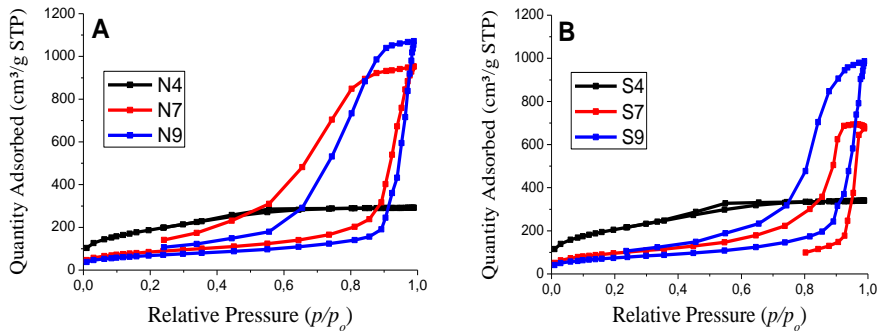 A
1200
1000
800
600
400
200
0
0,0 0,2 0,4 0,6 0,8 1,0
Quantity Adsorbed (cm³/g STP)
Relative Pressure (p/pₒ)
N4
N7
N9
B
1200
1000
800
600
400
200
0
0,0 0,2 0,4 0,6 0,8 1,0
Quantity Adsorbed (cm³/g STP)
Relative Pressure (p/pₒ)
S4
S7
S9